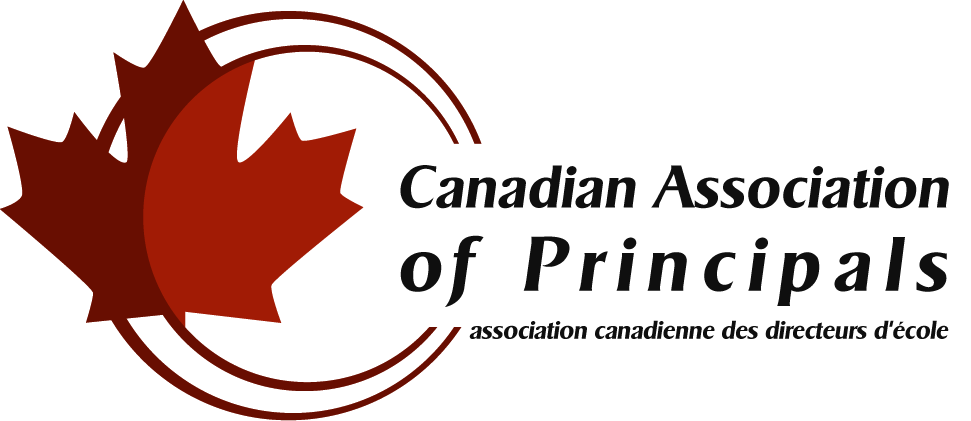 Canadian Association
of Principals
association canadienne des directeurs d'école